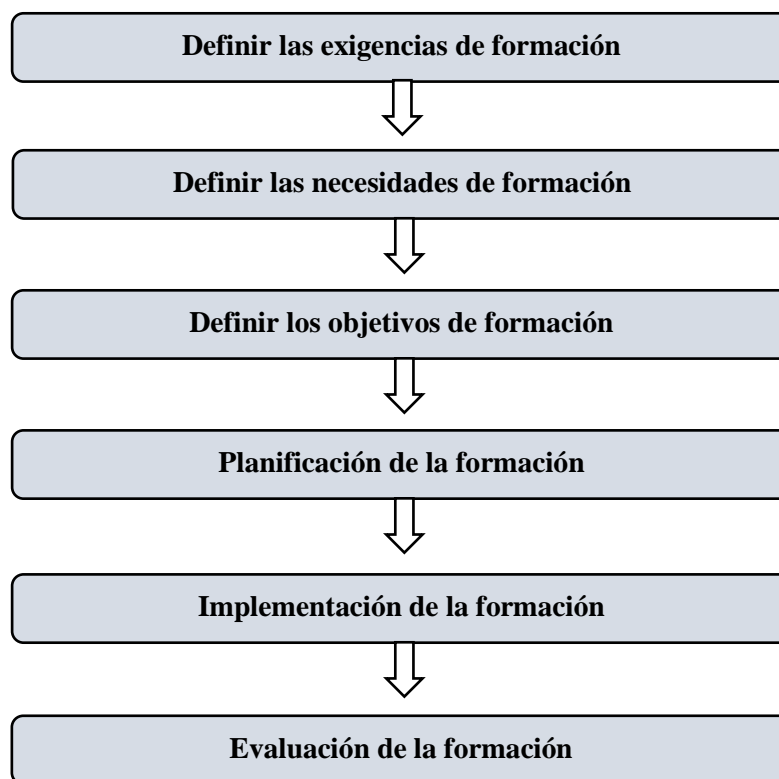 Definir las exigencias de formación
Definir las necesidades de formación
Definir los objetivos de formación
Planificación de la formación
Implementación de la formación
Evaluación de la formación